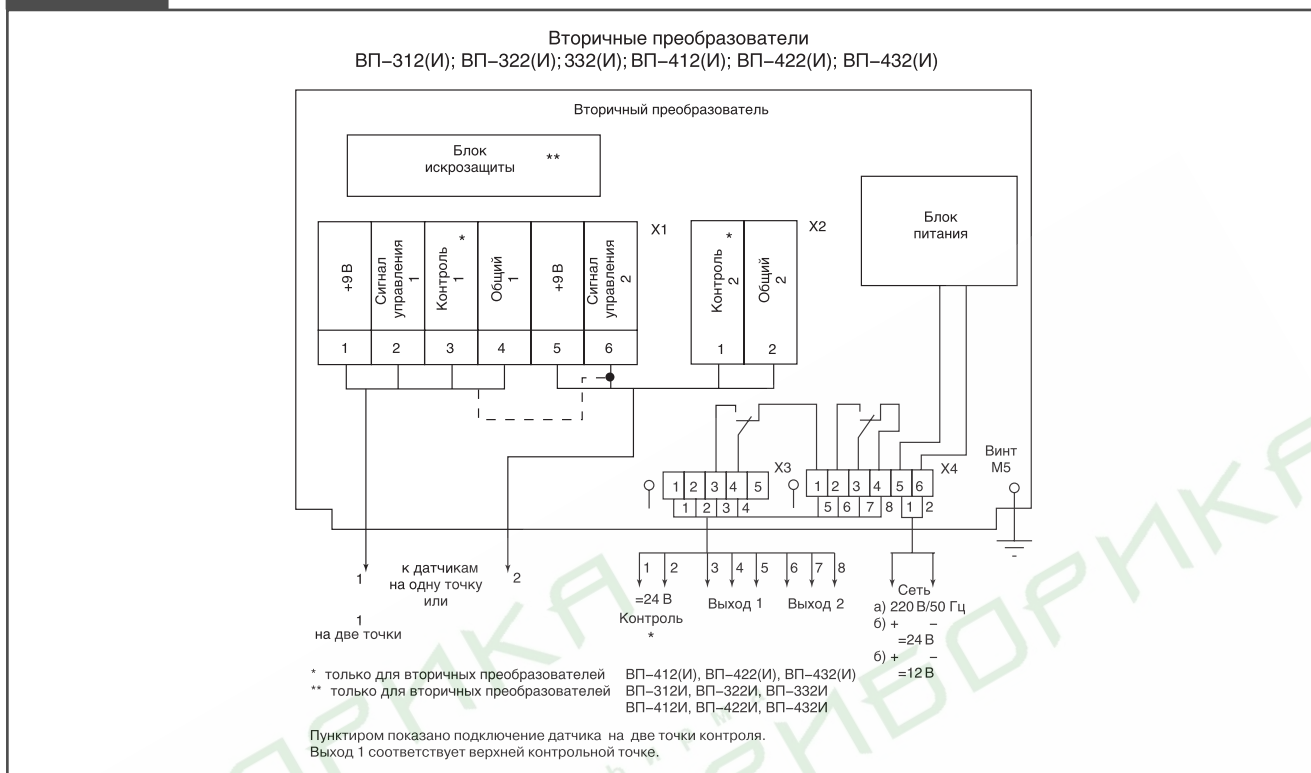 Вторичные преобразователи
ВП–312(И); ВП–322(И); 332(И); ВП–412(И); ВП–422(И); ВП–432(И)
Вторичный преобразователь
Блок
искрозащиты **
Блок
питания
+9 В
Сигнал
управления
1
Контроль
1 *
Общий
1
+9 В
Сигнал
управления
2
X1
1 2 3 4 5 6
Контроль
2 *
Общий
2
X2
1 2
X3
1 2 3 4 5
1 2 3 4
X4
1 2 3 4 5 6
5 6 7 8 1 2
Винт
М5
1
к датчикам
на одну точку
или
2
1
на две точки
1 2 3 4 5 6 7 8
=24 В
Контроль
*
Выход 1
Выход 2
Сеть
а) 220 В/50 Гц
б) + –
=24 В
б) + –
=12 В
* только для вторичных преобразователей ВП–412(И), ВП–422(И), ВП–432(И)
** только для вторичных преобразователей ВП–312И, ВП–322И, ВП–332И
ВП–412И, ВП–422И, ВП–432И
Пунктиром показано подключение датчика на две точки контроля.
Выход 1 соответствует верхней контрольной точке.